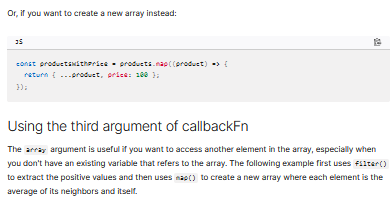 Or, if you want to create a new array instead:
JS
const productsWithPrice = products.map((product) => {
return { ...product, price: 100 };
});
Using the third argument of callbackFn
The array argument is useful if you want to access another element in the array, especially when
you don't have an existing variable that refers to the array. The following example first uses filter()
to extract the positive values and then uses map() to create a new array where each element is the
average of its neighbors and itself.